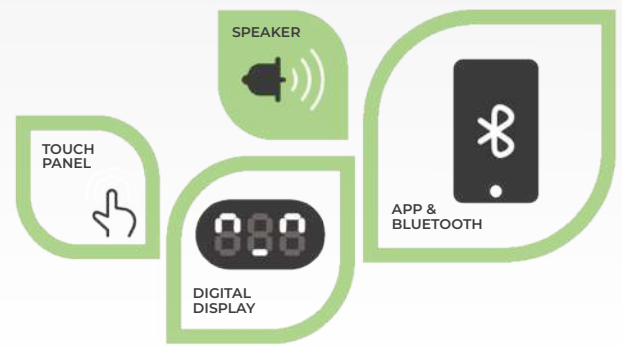 SPEAKER
TOUCH
PANEL
APP &
BLUETOOTH
DIGITAL
DISPLAY